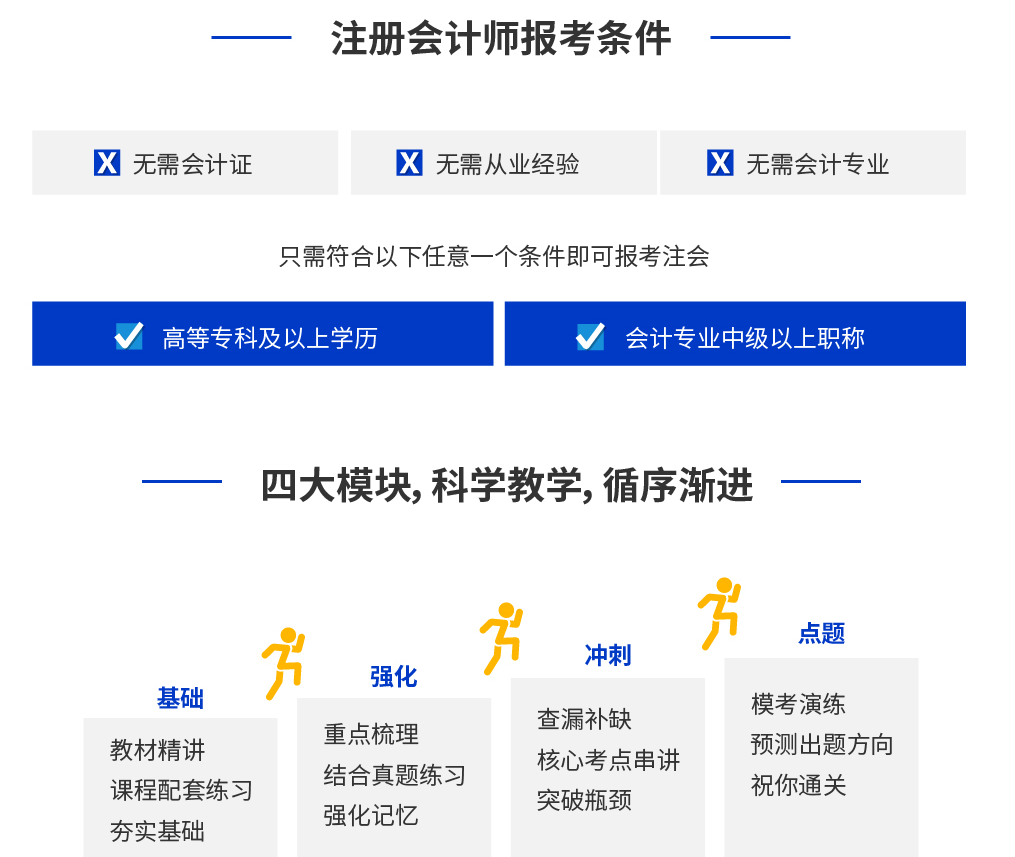 注册会计师报考条件
X 无需会计证
X 无需从业经验
X 无需会计专业
只需符合以下任意一个条件即可报考注会
高等专科及以上学历
会计专业中级以上职称
四大模块, 科学教学, 循序渐进
基础
教材精讲
课程配套练习
夯实基础
强化
重点梳理
结合真题练习
强化记忆
冲刺
查漏补缺
核心考点串讲
突破瓶颈
点题
模考演练
预测出题方向
祝你通关